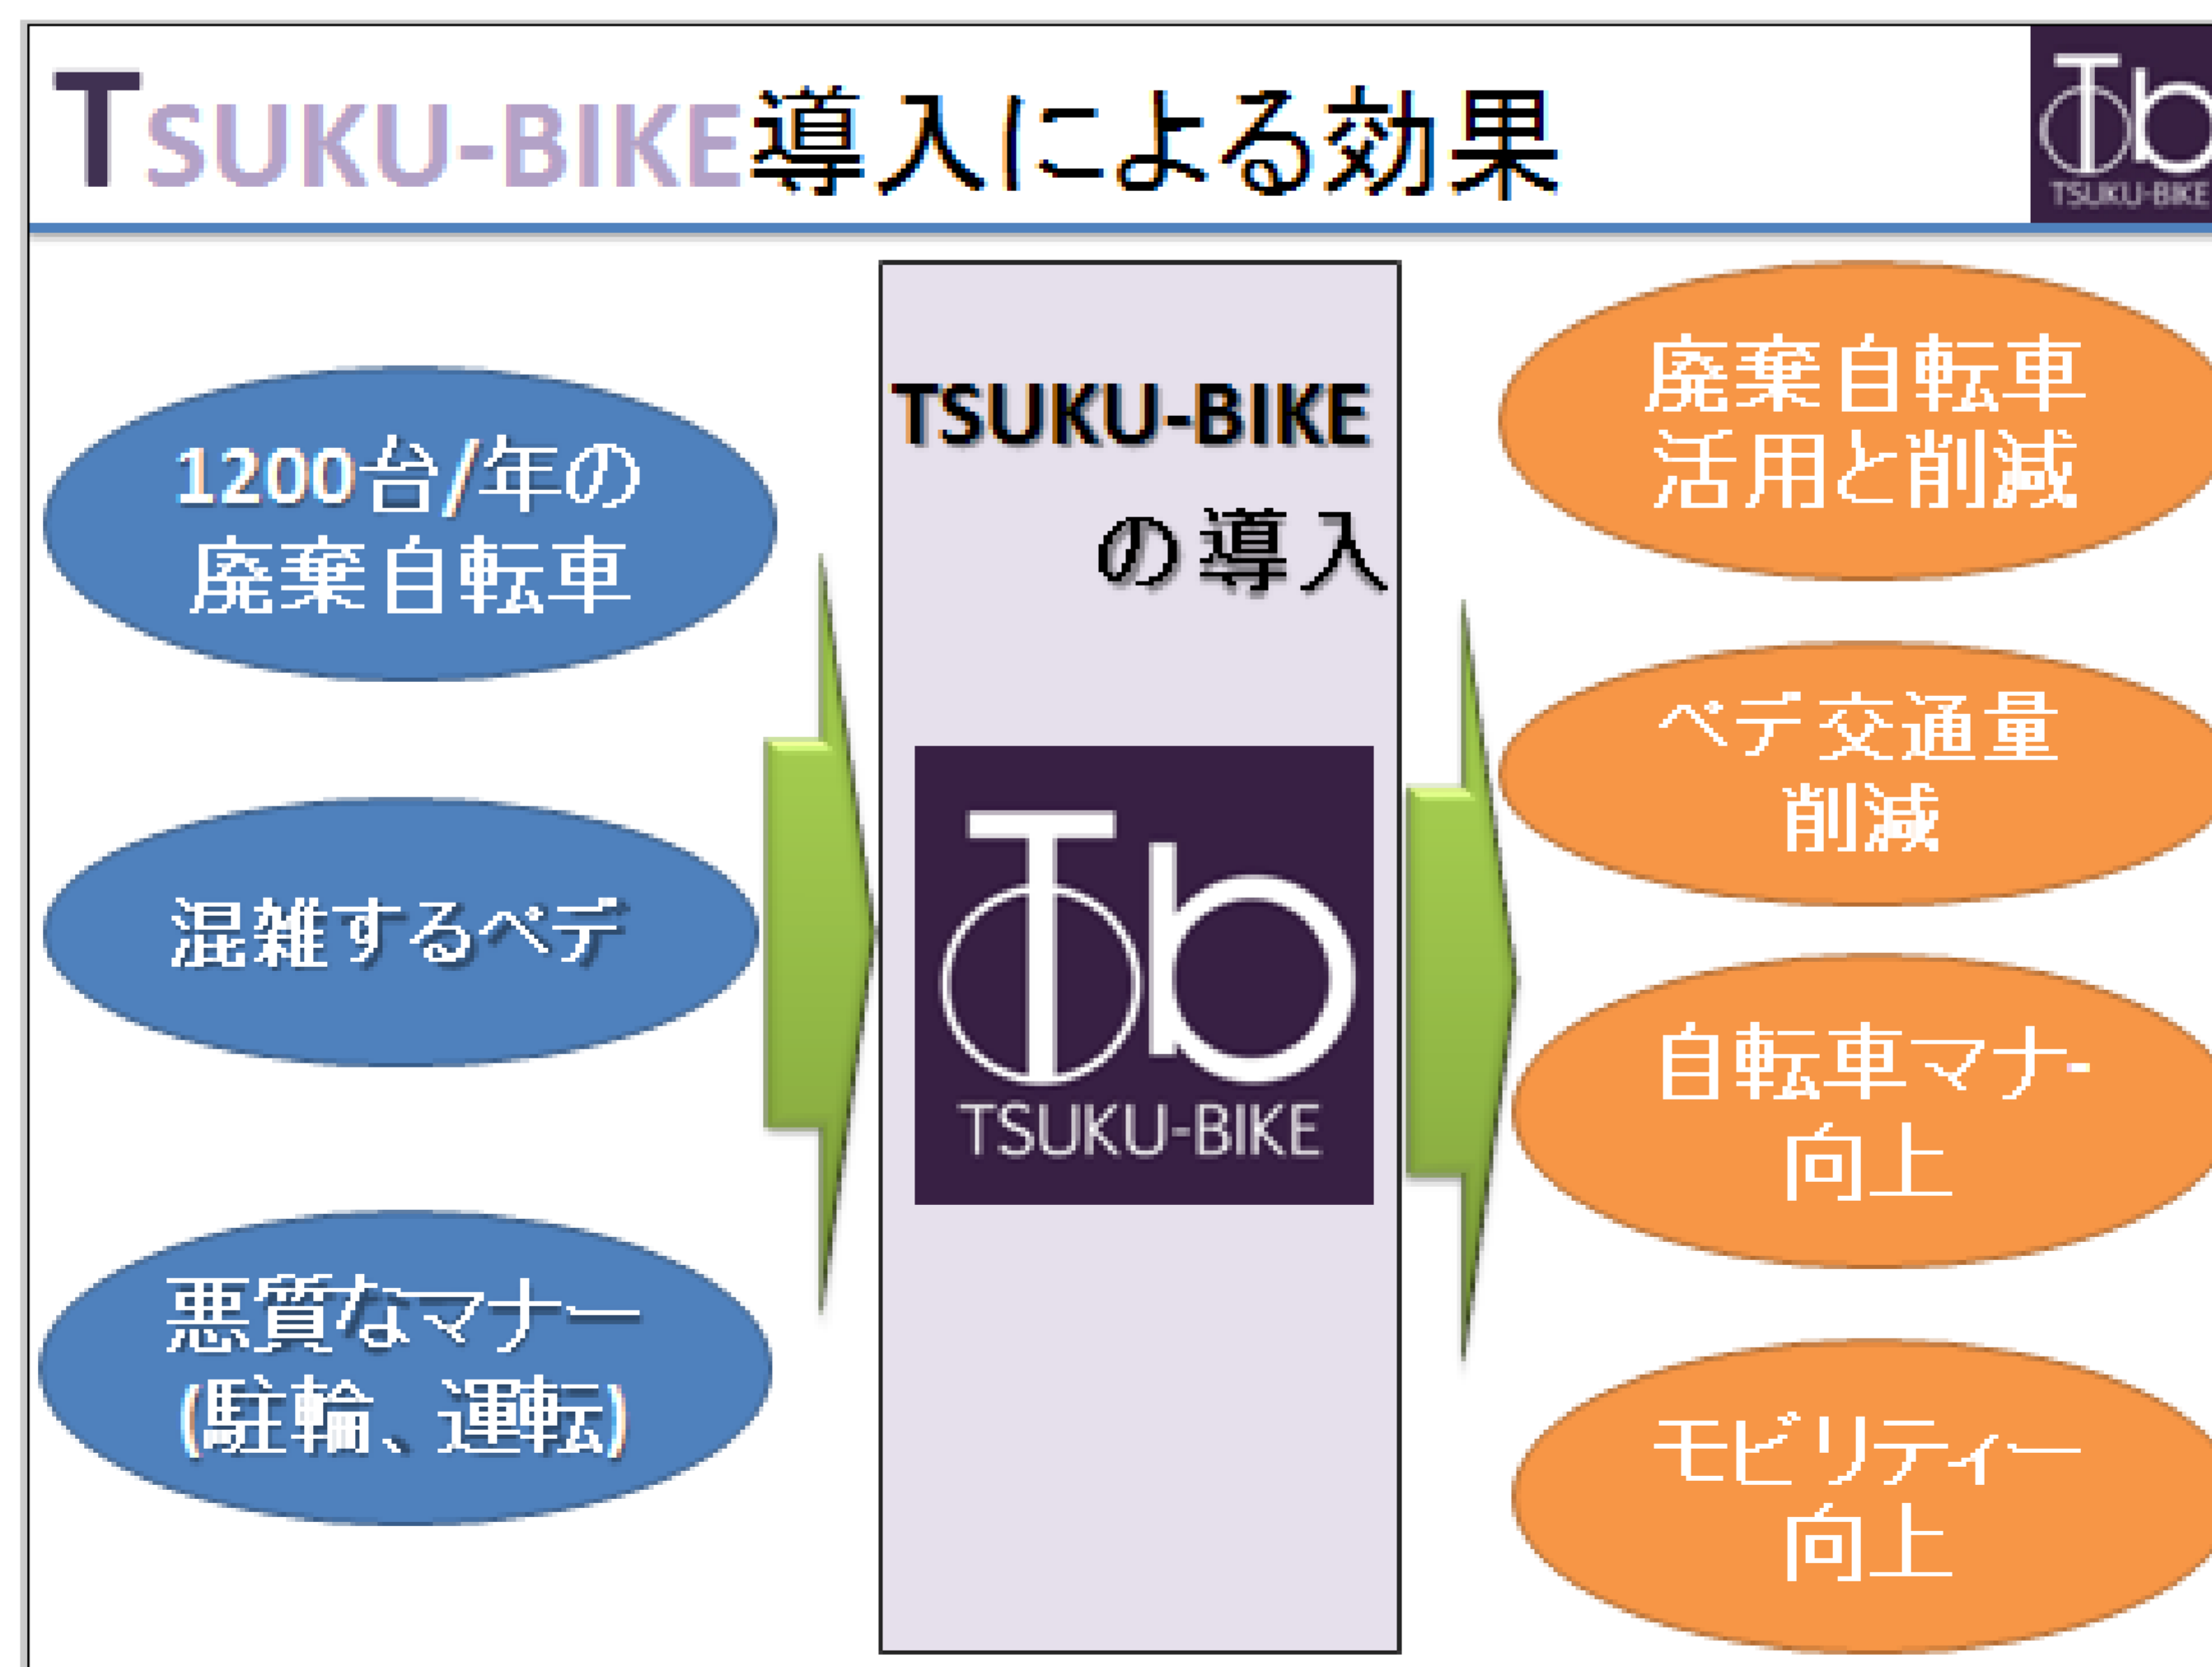 TSUKU-BIKE導入による効果
TSUKU-BIKE
1200台/年の
廃棄自転車
混雑するペデ
悪質なマナー
(駐輪、運転)
TSUKU-BIKE
の導入
Tb
TSUKU-BIKE
廃棄自転車
活用と削減
ペデ交通量
削減
自転車マナー
向上
モビリティー
向上